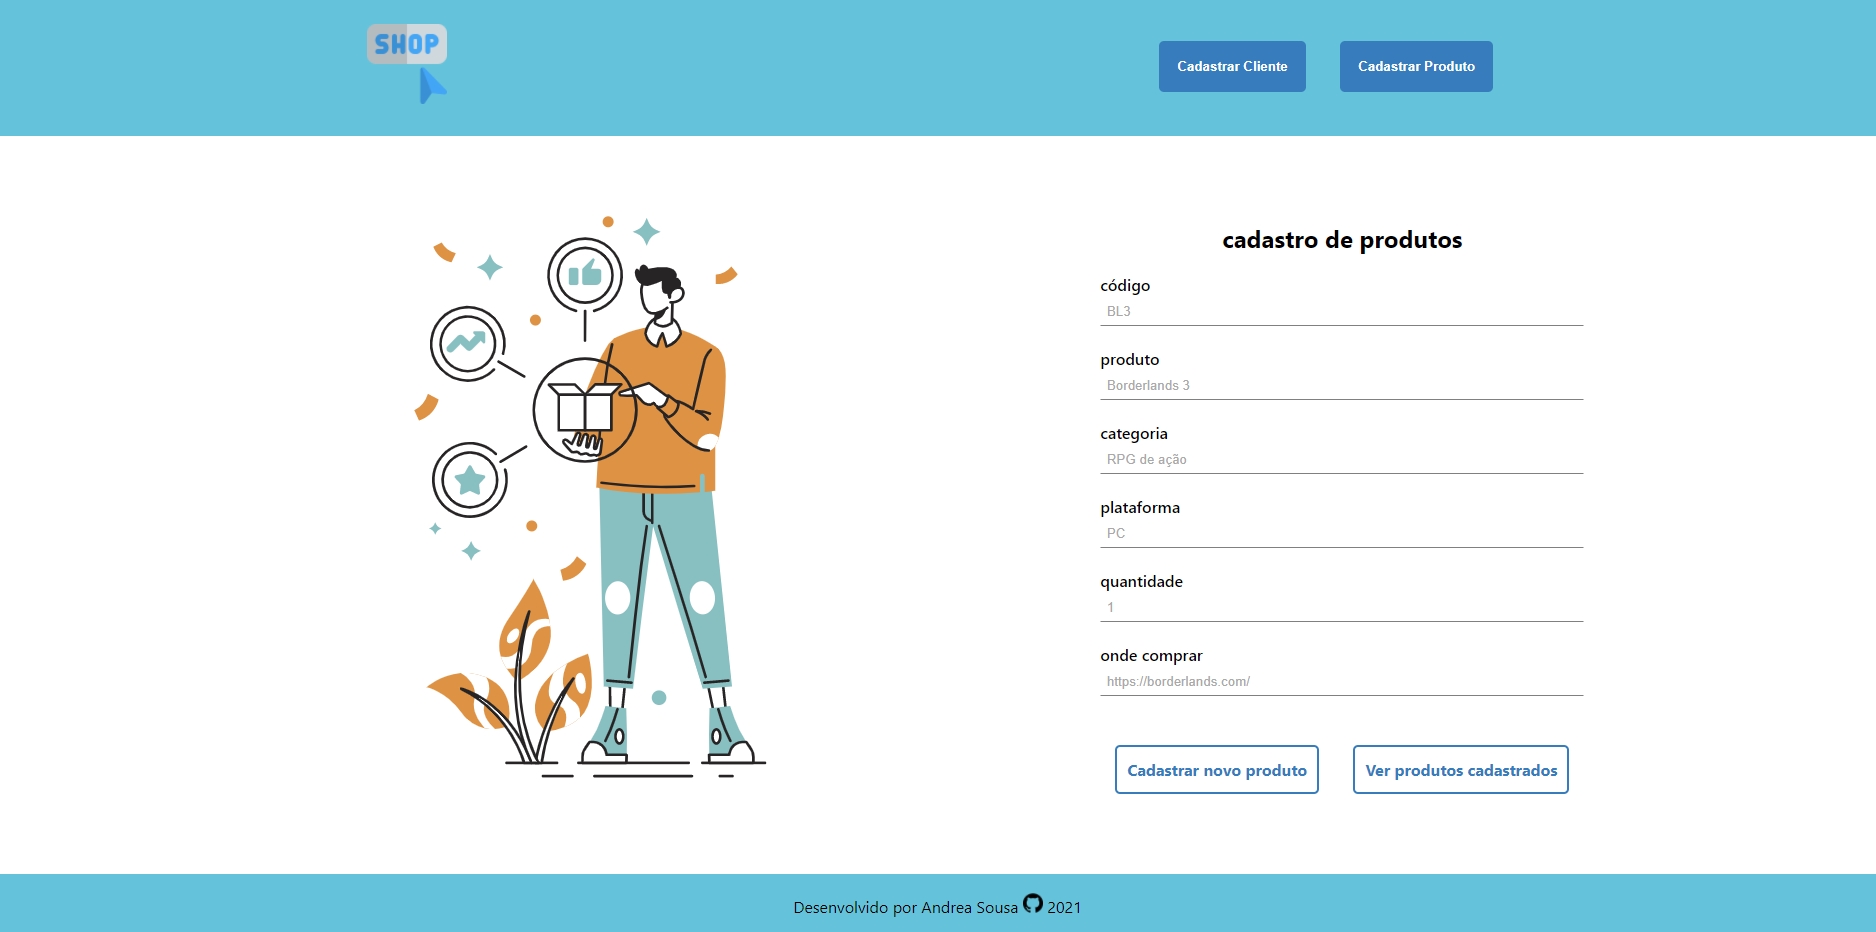 SHOP
Cadastrar Cliente
Cadastrar Produto
cadastro de produtos
código
BL3
produto
Borderlands 3
categoria
RPG de ação
plataforma
PC
quantidade
1
onde comprar
https://borderlands.com/
Cadastrar novo produto
Ver produtos cadastrados
Desenvolvido por Andrea Sousa 2021